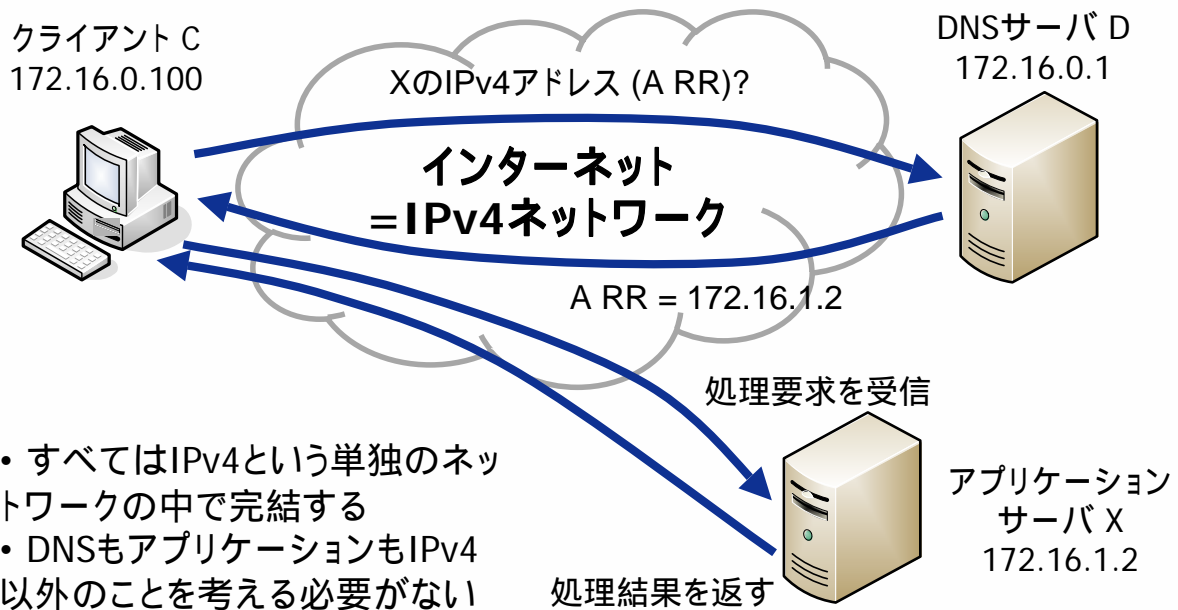 クライアント C
172.16.0.100
DNSサーバ D
172.16.0.1
XのIPv4アドレス (A RR)?
インターネット
=IPv4ネットワーク
A RR = 172.16.1.2
処理要求を受信
アプリケーション
サーバ X
172.16.1.2
• すべてはIPv4という単独のネッ
トワークの中で完結する
• DNSもアプリケーションもIPv4
以外のことを考える必要がない
処理結果を返す